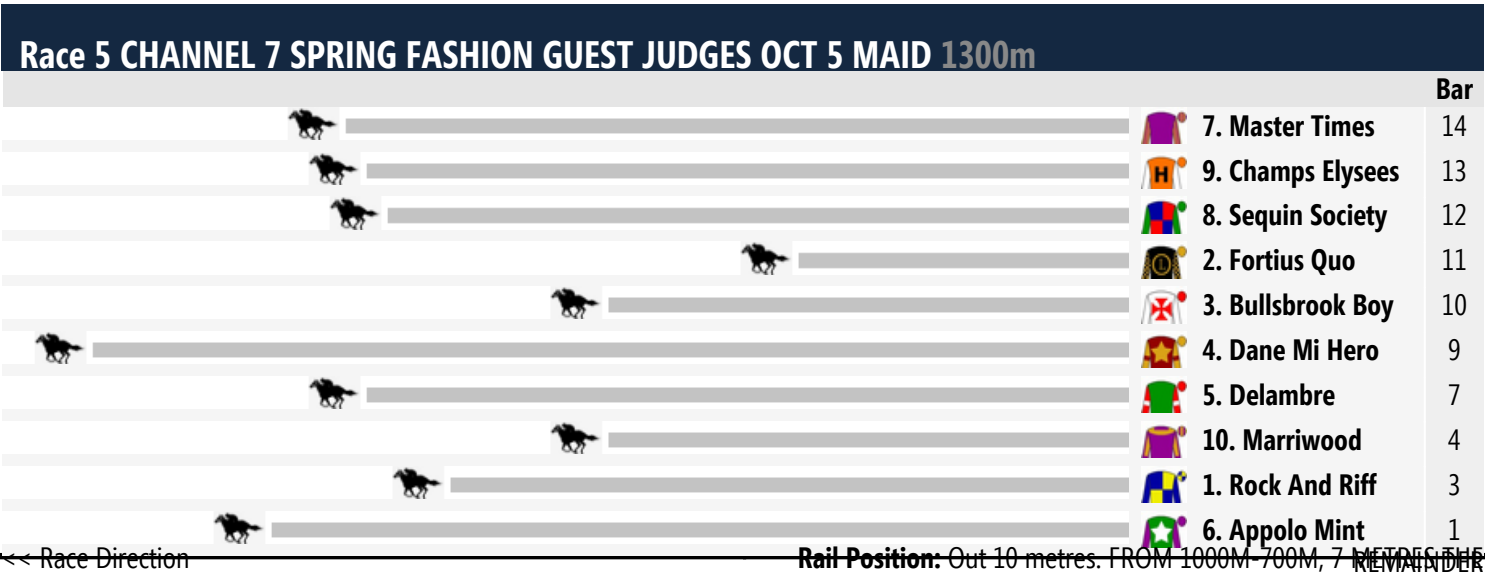 Race 5 CHANNEL 7 SPRING FASHION GUEST JUDGES OCT 5 MAID 1300m
Bar
7. Master Times 14
H 9. Champs Elysees 13
8. Sequin Society 12
L 2. Fortius Quo 11
3. Bullsbrook Boy 10
4. Dane Mi Hero 9
5. Delambre 7
10. Marriwood 4
1. Rock And Riff 3
6. Appolo Mint 1
<< Race Direction Rail Position: Out 10 metres. FROM 1000M-700M, 7 METRES THE
REMAINDER